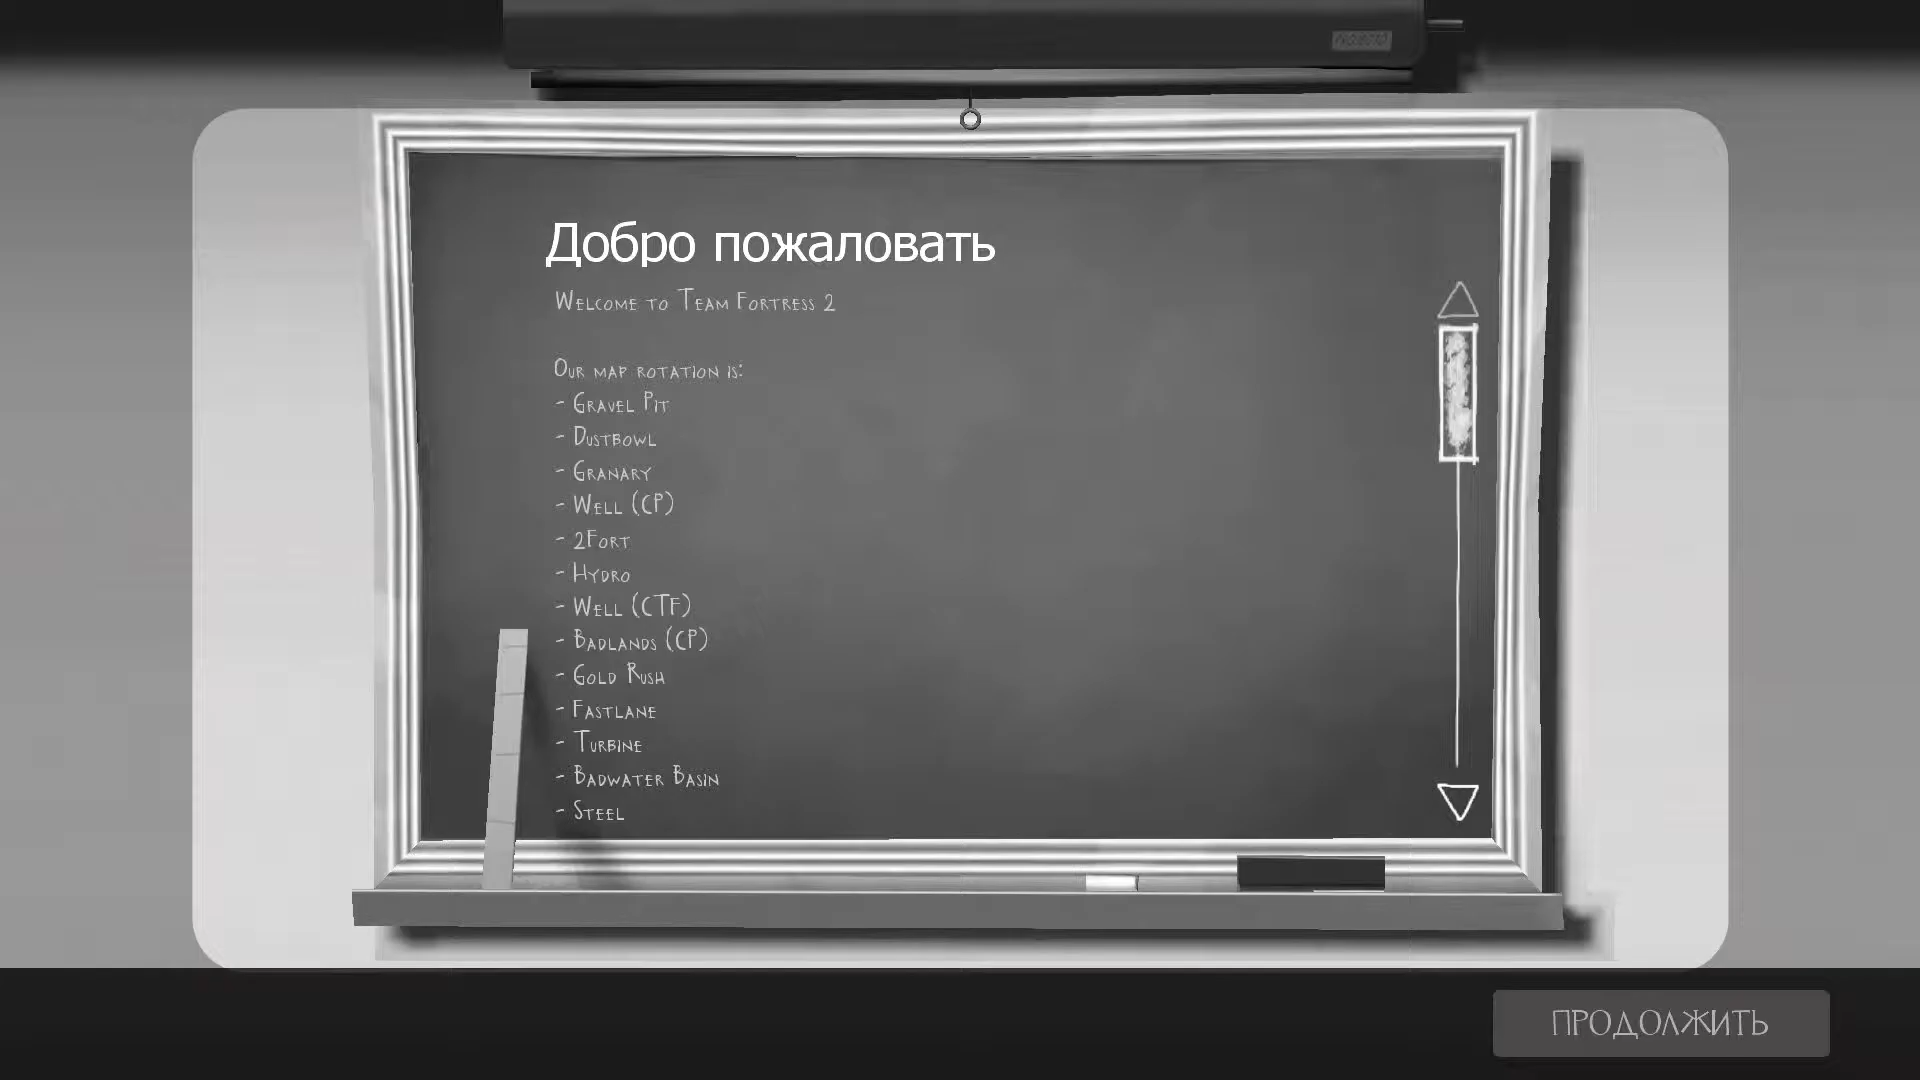 Добро пожаловать
Welcome to Team Fortress 2
Our map rotation is:
- Gravel Pit
- Dustbowl
- Granary
- Well (CP)
- 2Fort
- Hydro
- Well (CTF)
- Badlands (CP)
- Gold Rush
- Fastlane
- Turbine
- Badwater Basin
- Steel
ПРОДОЛЖИТЬ